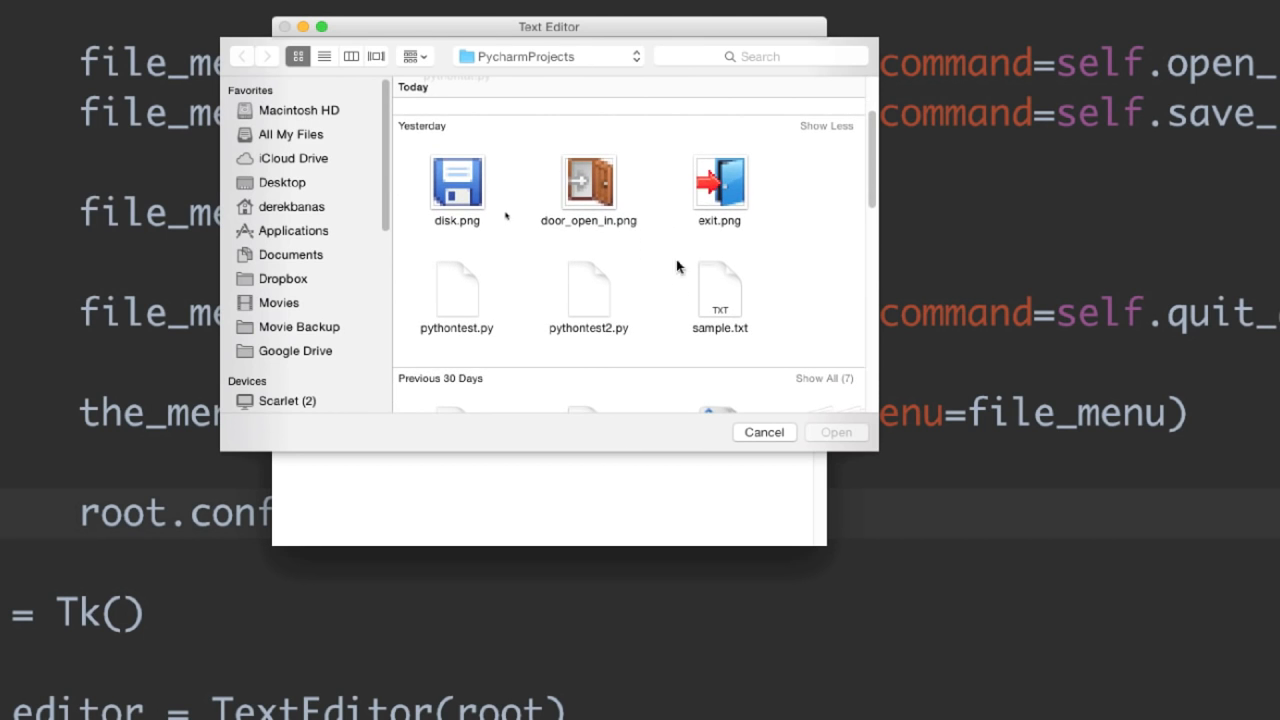 Text Editor
PycharmProjects
Search
Favorites
Macintosh HD
All My Files
iCloud Drive
Desktop
derekbanas
Applications
Documents
Dropbox
Movies
Movie Backup
Google Drive
Devices
Scarlet (2)
pythontest.py
Today
Yesterday
Show Less
disk.png
door_open_in.png
exit.png
pythontest.py
pythontest2.py
TXT
sample.txt
Previous 30 Days
Show All (7)
Cancel
Open
file_me
command=self.open_
file_me
command=self.save_
file_me
file_me
command=self.quit_
the_mer
enu=file_menu)
root.conf
= Tk()
editor = TextEditor(root)